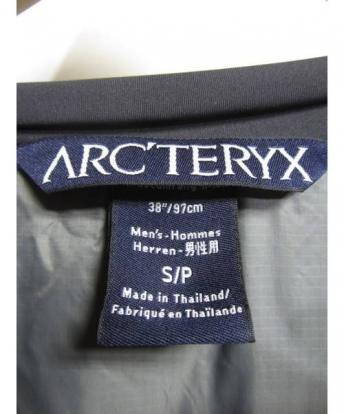 ARC'TERYX
38"/97cm
Men's-Hommes
Herren-男性用
S/P
Made in Thailand/
Fabriqué en Thaïlande